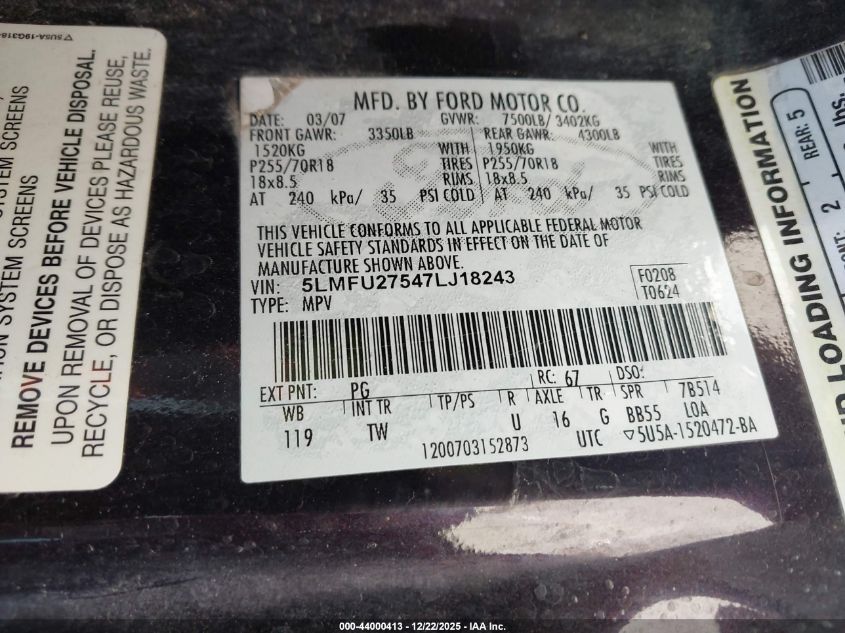 5U5A-19G318-
SYSTEM SCREENS
SYSTEM SCREENS
REMOVE DEVICES BEFORE VEHICLE DISPOSAL.
UPON REMOVAL OF DEVICES PLEASE REUSE,
RECYCLE, OR DISPOSE AS HAZARDOUS WASTE.
MFD. BY FORD MOTOR CO.
DATE: 03/07 GVWR: 7500LB/ 3402KG
FRONT GAWR: 3350LB REAR GAWR: 4300LB
1520KG WITH 1950KG WITH
P255/70R18 TIRES P255/70R18 TIRES
18x8.5 RIMS 18x8.5 RIMS
AT 240 kPa/ 35 PSI COLD AT 240 kPa/ 35 PSI COLD
THIS VEHICLE CONFORMS TO ALL APPLICABLE FEDERAL MOTOR
VEHICLE SAFETY STANDARDS IN EFFECT ON THE DATE OF
MANUFACTURE SHOWN ABOVE.
VIN: 5LMFU27547LJ18243 F0208
TYPE: MPV T0624
EXT PNT: PG RC: 67 DSO:
WB INT TR TP/PS R AXLE TR SPR 7B514
119 TW U 16 G BB55 LOA
1200703152873 UTC ▽5U5A-1520472-BA
LOADING INFORMATION
REAR: 5
2
lbs.
000-44000413 - 12/22/2025 - IAA Inc.